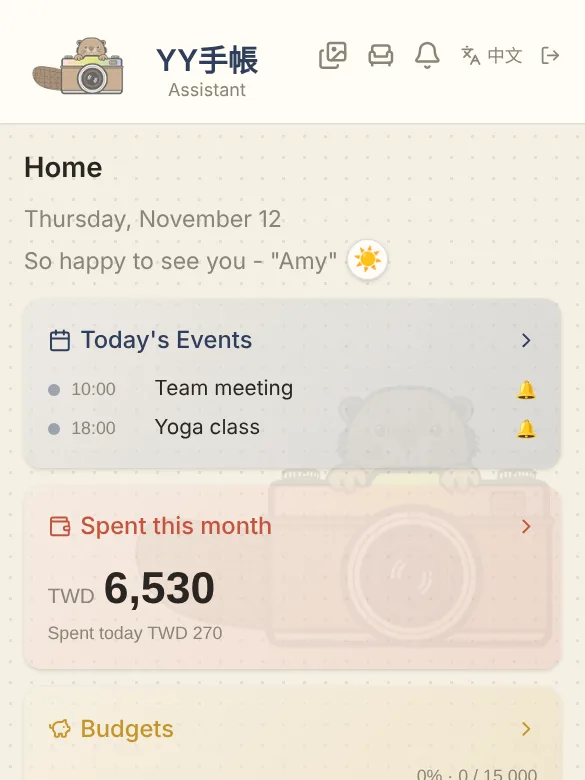 YY手帳
Assistant
中文
Home
Thursday, November 12
So happy to see you - "Amy"
Today's Events
10:00 Team meeting
18:00 Yoga class
Spent this month
TWD 6,530
Spent today TWD 270
Budgets
0% · 0 / 15,000